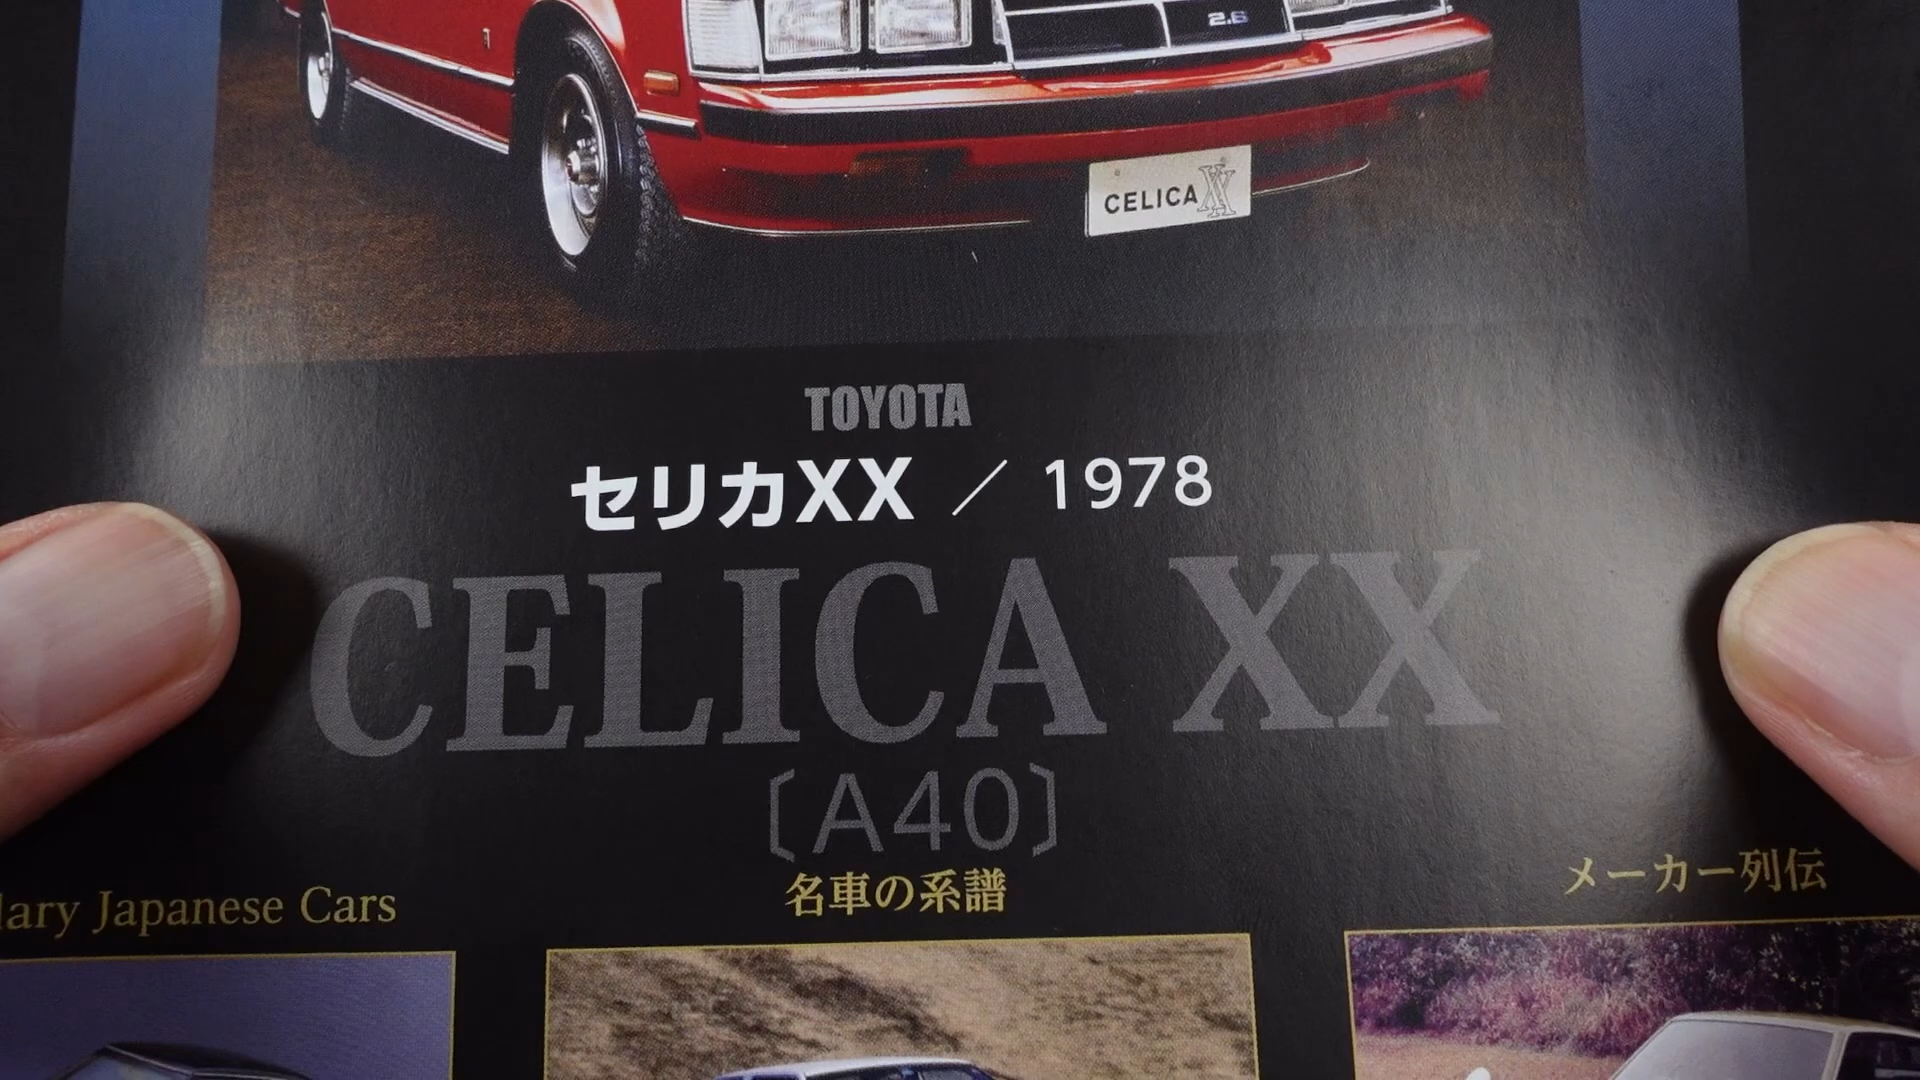 2.6
CELICA XX
TOYOTA
セリカXX ／ 1978
CELICA XX
〔A40〕
lary Japanese Cars
名車の系譜
メーカー列伝